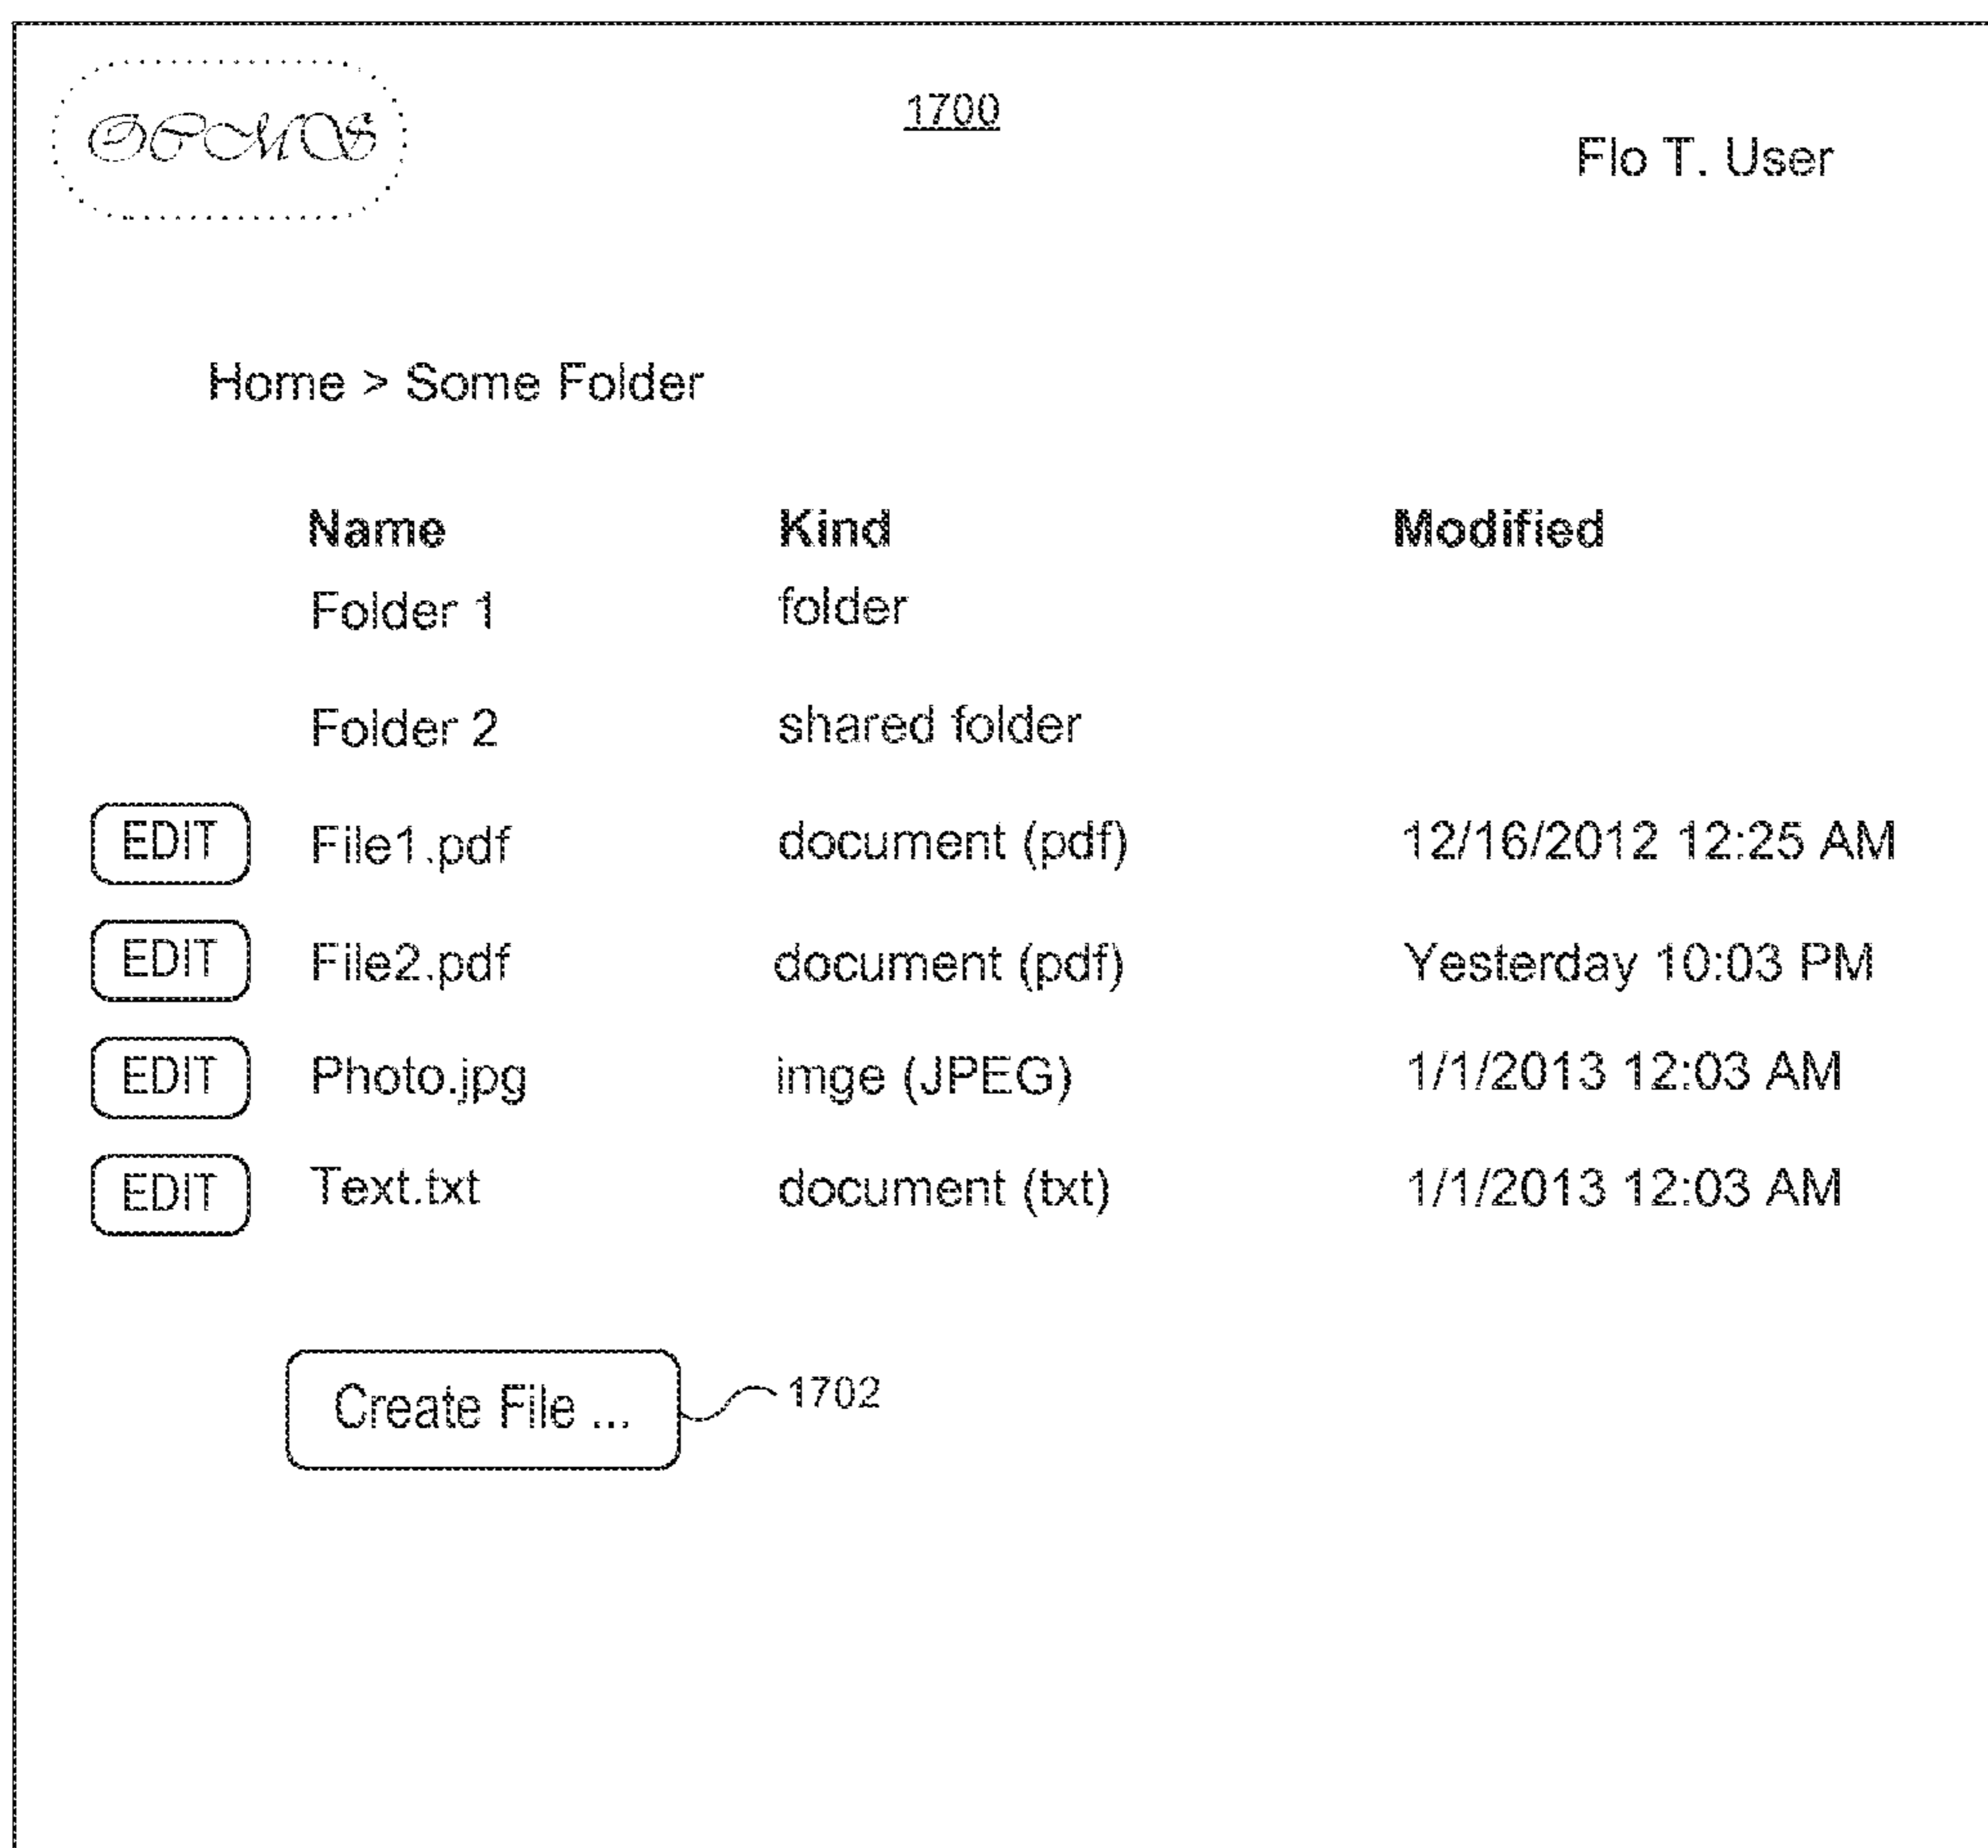 OCMS
1700
Flo T. User
Home > Some Folder
Name Kind Modified
Folder 1 folder
Folder 2 shared folder
EDIT File1.pdf document (pdf) 12/16/2012 12:25 AM
EDIT File2.pdf document (pdf) Yesterday 10:03 PM
EDIT Photo.jpg imge (JPEG) 1/1/2013 12:03 AM
EDIT Text.txt document (txt) 1/1/2013 12:03 AM
Create File ... 1702